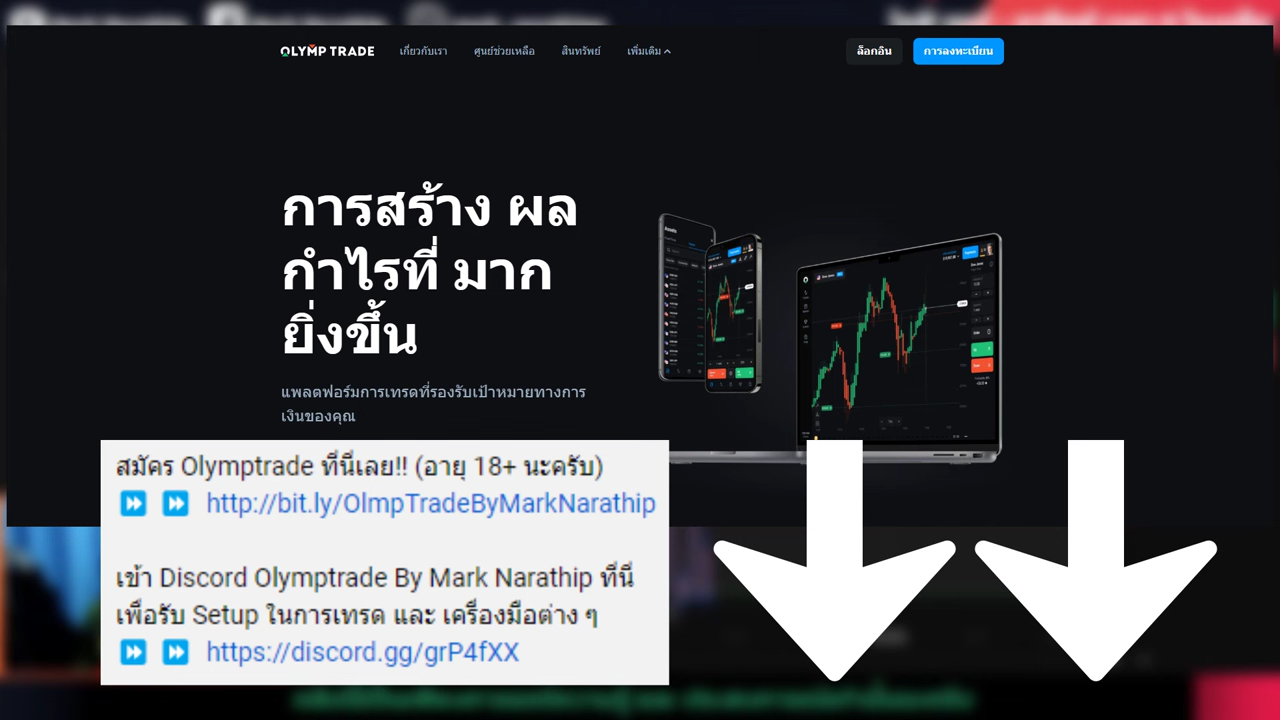 OLYMP TRADE เกี่ยวกับเรา ศูนย์ช่วยเหลือ สินทรัพย์ เพิ่มเติม ล็อกอิน การลงทะเบียน
การสร้าง ผล
กำไรที่ มาก
ยิ่งขึ้น
แพลตฟอร์มการเทรดที่รองรับเป้าหมายทางการ
เงินของคุณ
สมัคร Olymptrade ที่นี่เลย!! (อายุ 18+ นะครับ)
http://bit.ly/OlmpTradeByMarkNarathip
เข้า Discord Olymptrade By Mark Narathip ที่นี่
เพื่อรับ Setup ในการเทรด และ เครื่องมือต่าง ๆ
https://discord.gg/grP4fXX